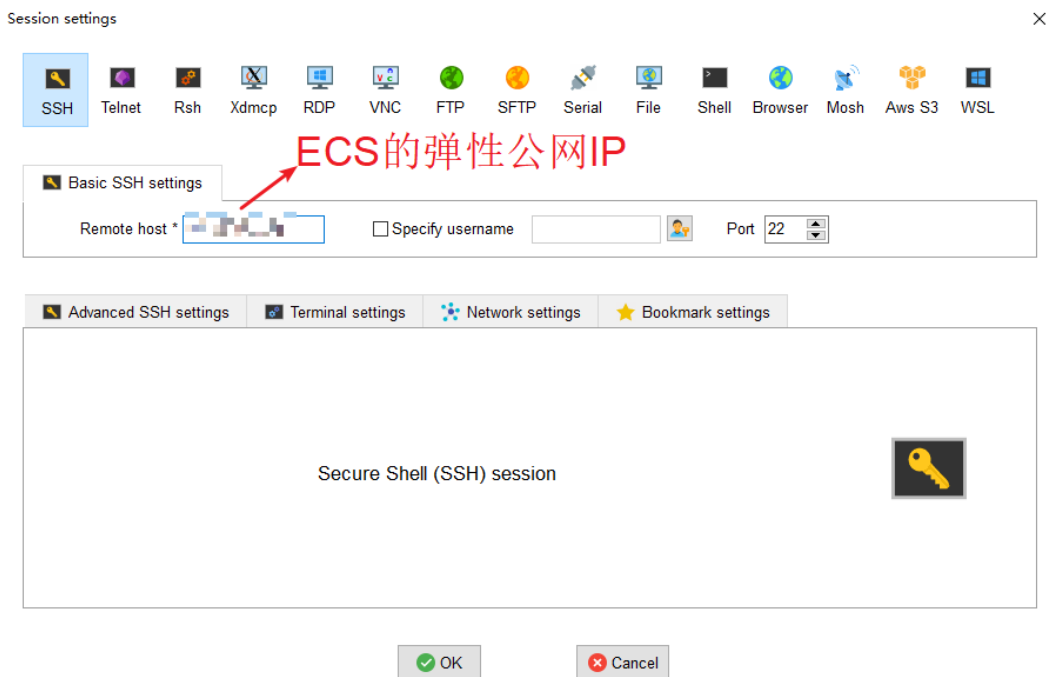 Session settings
SSH Telnet Rsh Xdmcp RDP VNC FTP SFTP Serial File Shell Browser Mosh Aws S3 WSL
ECS的弹性公网IP
Basic SSH settings
Remote host * Specify username Port 22
Advanced SSH settings Terminal settings Network settings Bookmark settings
Secure Shell (SSH) session
OK Cancel